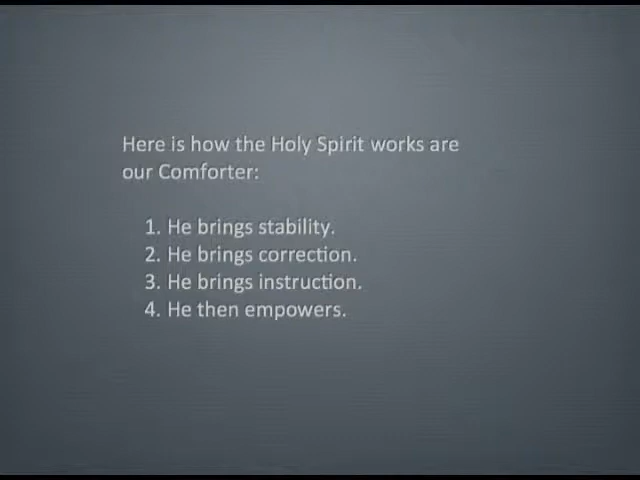 Here is how the Holy Spirit works are
our Comforter:
1. He brings stability.
2. He brings correction.
3. He brings instruction.
4. He then empowers.